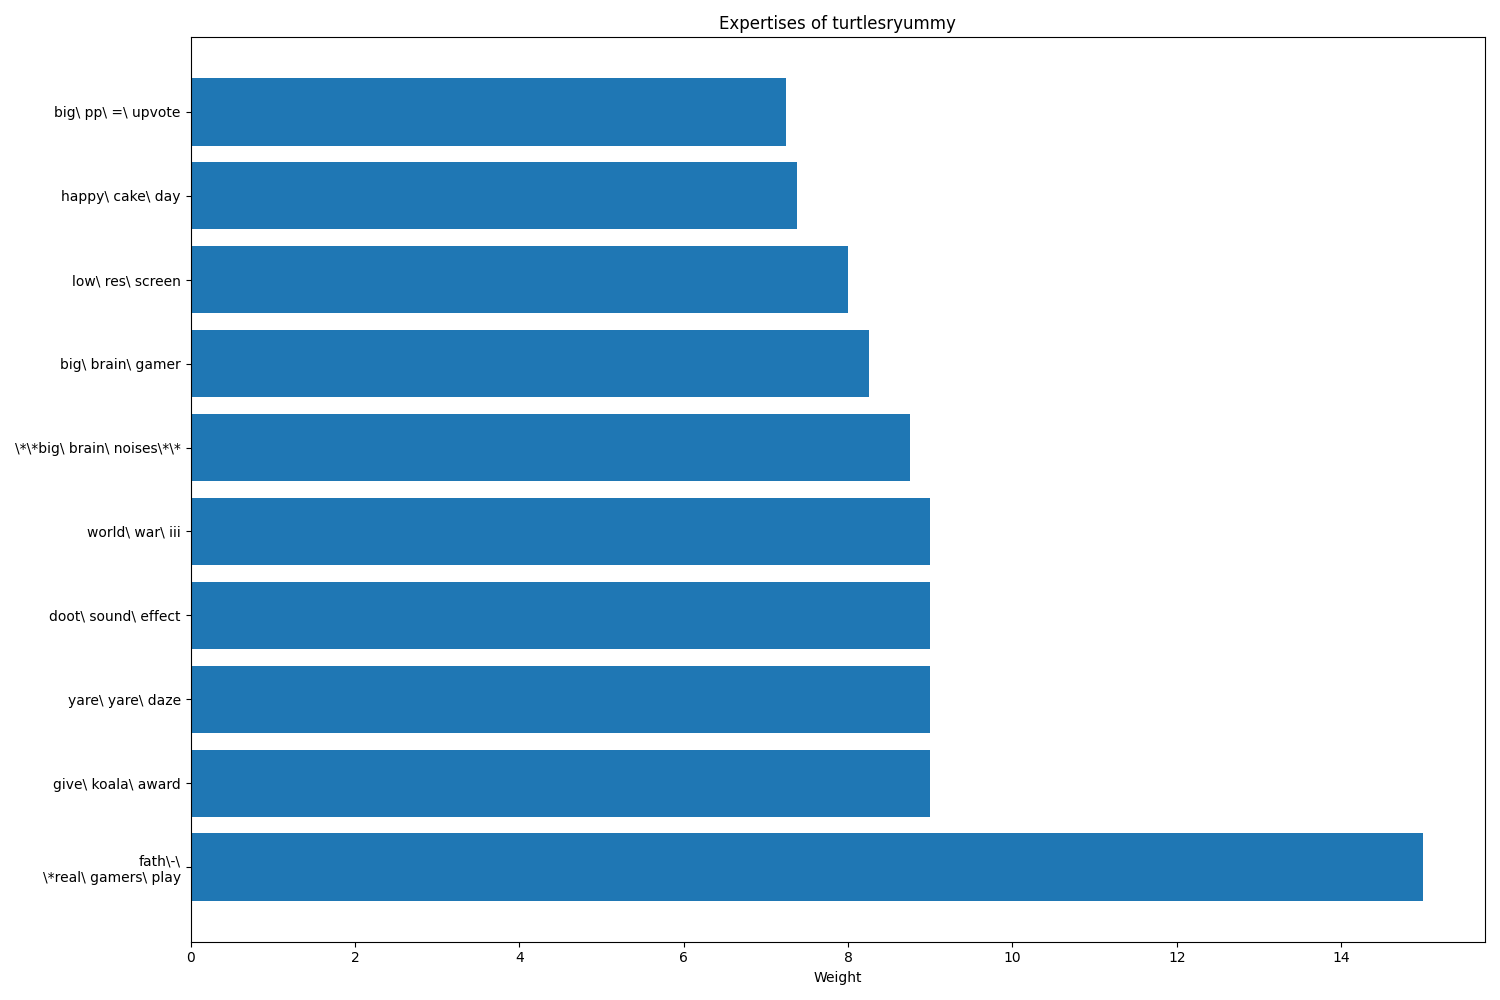 Expertises of turtlesryummy
big\ pp\ =\ upvote
happy\ cake\ day
low\ res\ screen
big\ brain\ gamer
\*\*big\ brain\ noises\*\*
world\ war\ iii
doot\ sound\ effect
yare\ yare\ daze
give\ koala\ award
fath\-\
\*real\ gamers\ play
0 2 4 6 8 10 12 14
Weight